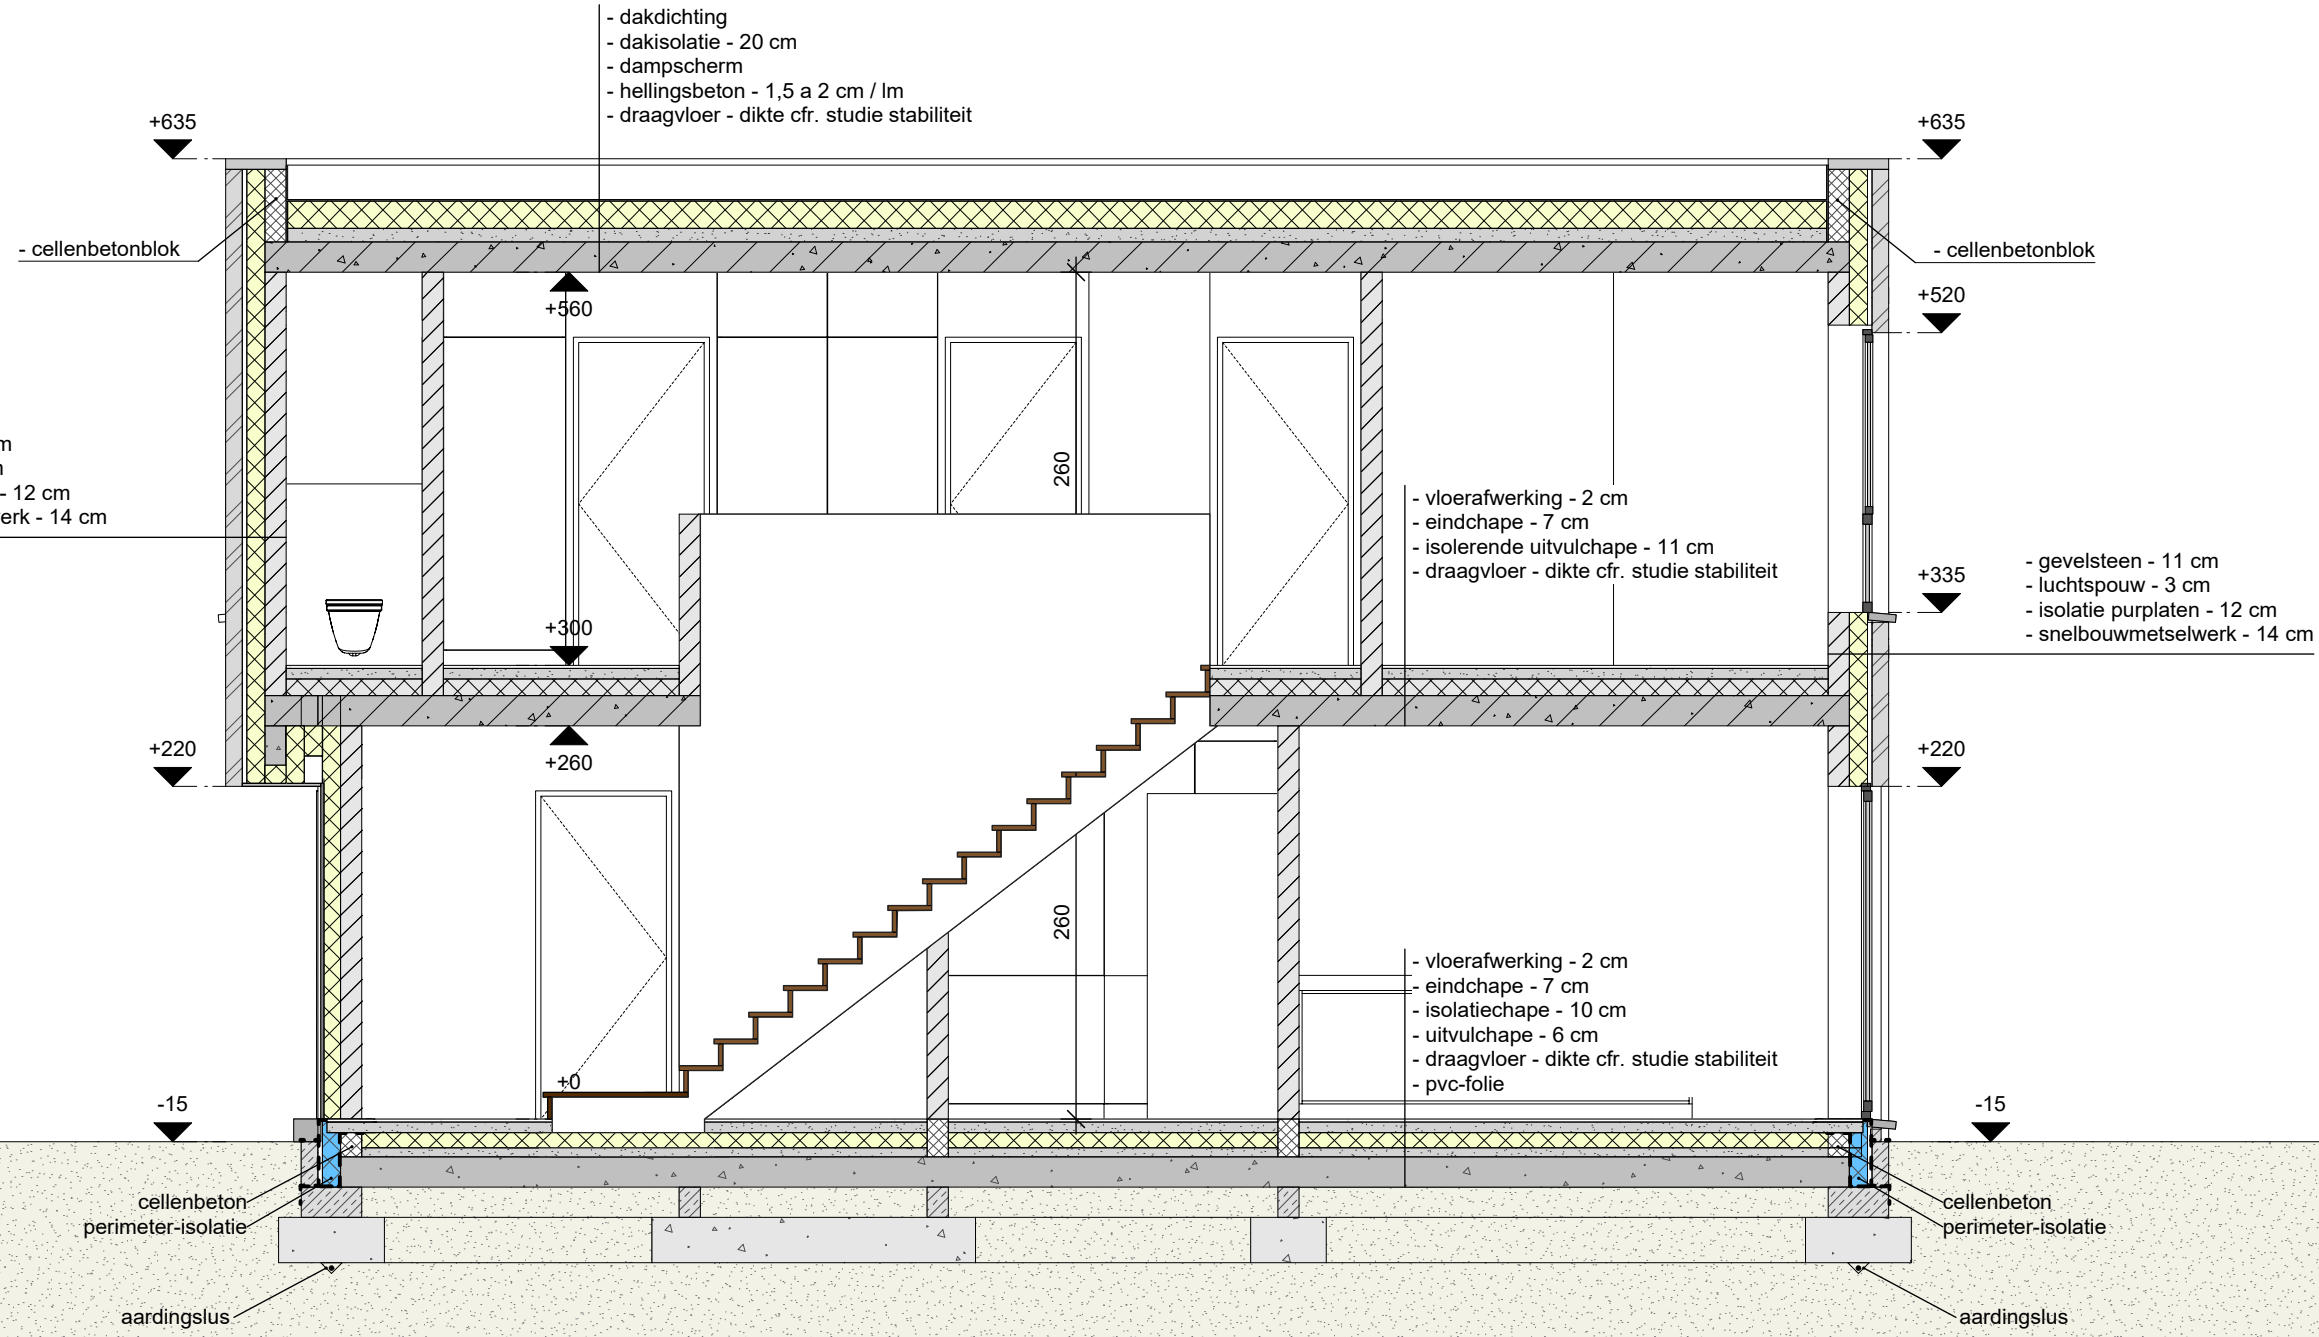 - dakdichting
- dakisolatie - 20 cm
- dampscherm
- hellingsbeton - 1,5 a 2 cm / lm
- draagvloer - dikte cfr. studie stabiliteit
+635
+635
- cellenbetonblok
- cellenbetonblok
+560
+520
- 12 cm
- 14 cm
260
- vloerafwerking - 2 cm
- eindchape - 7 cm
- isolerende uitvulchape - 11 cm
- draagvloer - dikte cfr. studie stabiliteit
+335
- gevelsteen - 11 cm
- luchtspouw - 3 cm
- isolatie purplaten - 12 cm
- snelbouwmetselwerk - 14 cm
+300
+220
+260
+220
260
- vloerafwerking - 2 cm
- eindchape - 7 cm
- isolatiechape - 10 cm
- uitvulchape - 6 cm
- draagvloer - dikte cfr. studie stabiliteit
- pvc-folie
+0
-15
-15
cellenbeton
perimeter-isolatie
cellenbeton
perimeter-isolatie
aardingslus
aardingslus